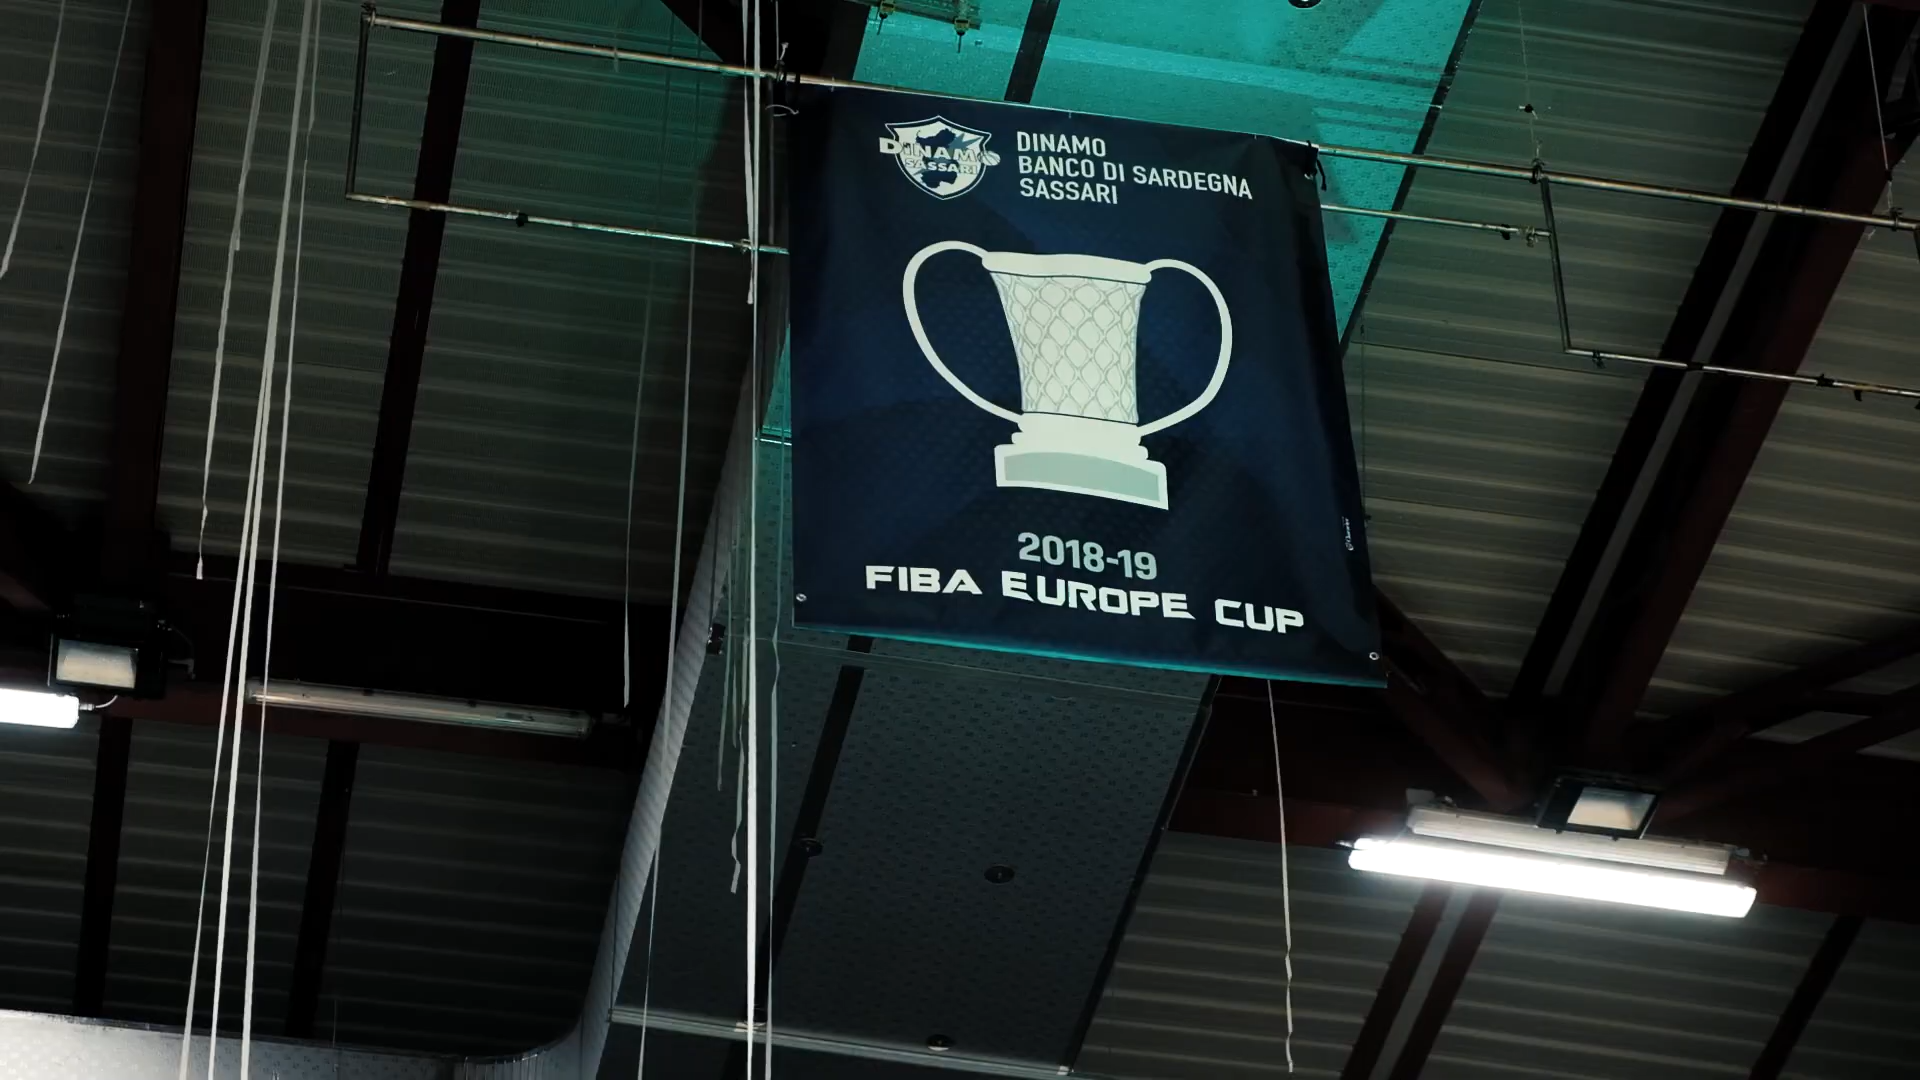 DINAMO
SASSARI
DINAMO
BANCO DI SARDEGNA
SASSARI
2018-19
FIBA EUROPE CUP